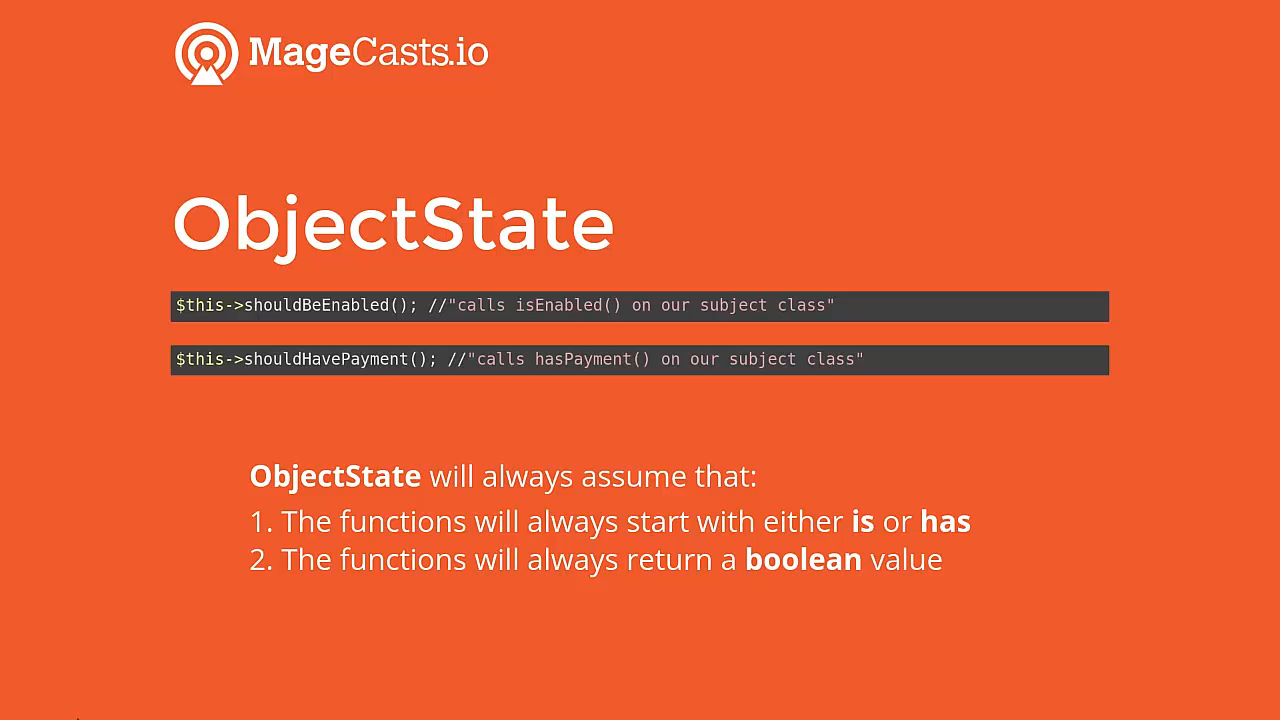 MageCasts.io
ObjectState
$this->shouldBeEnabled(); //"calls isEnabled() on our subject class"
$this->shouldHavePayment(); //"calls hasPayment() on our subject class"
ObjectState will always assume that:
1. The functions will always start with either is or has
2. The functions will always return a boolean value